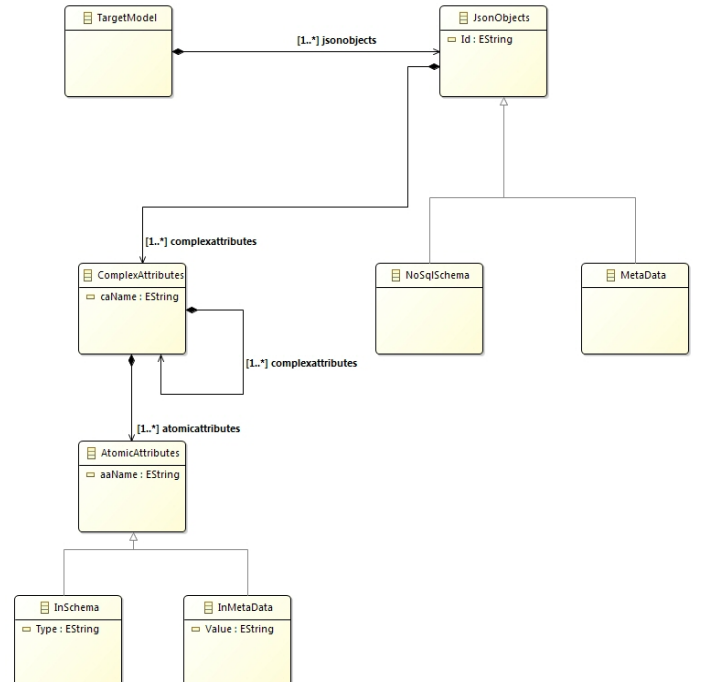 TargetModel
JsonObjects
[1..*] jsonobjects
Id : EString
[1..*] complexattributes
ComplexAttributes
NoSqlSchema
MetaData
caName : EString
[1..*] complexattributes
[1..*] atomicattributes
AtomicAttributes
aaName : EString
InSchema
InMetaData
Type : EString
Value : EString